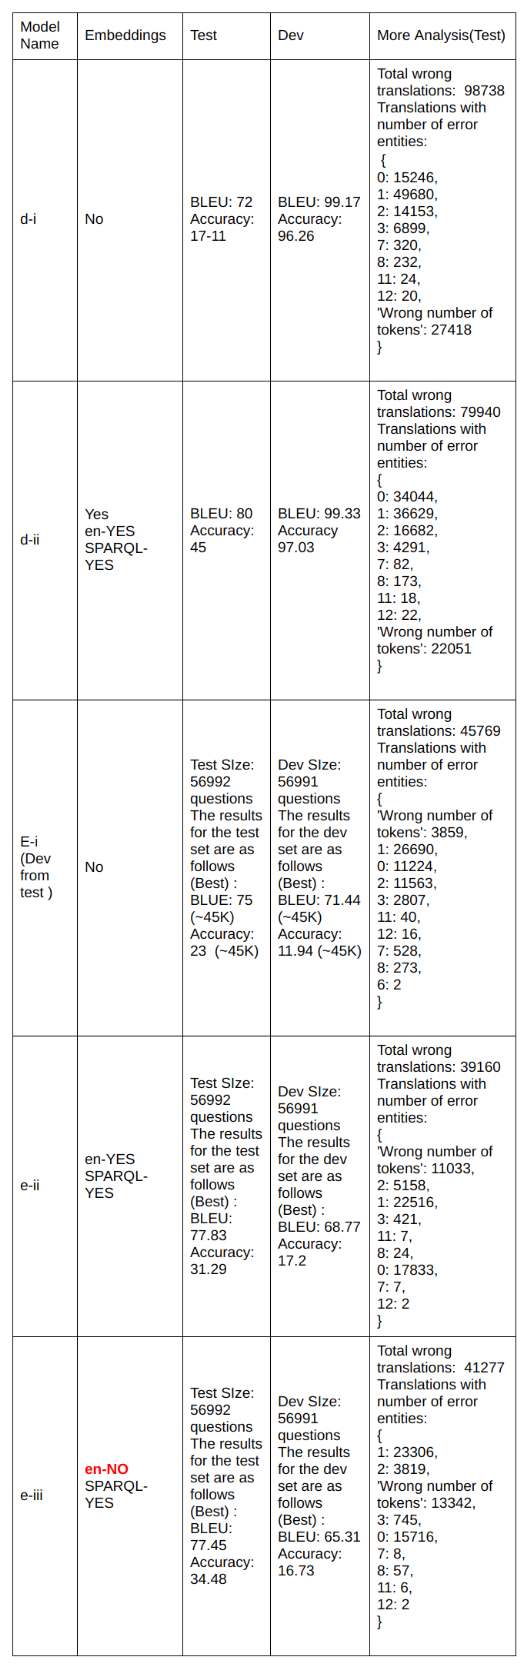 Model
Name
Embeddings
Test
Dev
More Analysis(Test)
d-i
No
BLEU: 72
Accuracy:
17-11
BLEU: 99.17
Accuracy:
96.26
Total wrong
translations:  98738
Translations with
number of error
entities:
{
0: 15246,
1: 49680,
2: 14153,
3: 6899,
7: 320,
8: 232,
11: 24,
12: 20,
'Wrong number of
tokens': 27418
}
d-ii
Yes
en-YES
SPARQL-
YES
BLEU: 80
Accuracy:
45
BLEU: 99.33
Accuracy
97.03
Total wrong
translations: 79940
Translations with
number of error
entities:
{
0: 34044,
1: 36629,
2: 16682,
3: 4291,
7: 82,
8: 173,
11: 18,
12: 22,
'Wrong number of
tokens': 22051
}
E-i
(Dev
from
test )
No
Test SIze:
56992
questions
The results
for the test
set are as
follows
(Best) :
BLUE: 75
(~45K)
Accuracy:
23  (~45K)
Dev SIze:
56991
questions
The results
for the dev
set are as
follows
(Best) :
BLEU: 71.44
(~45K)
Accuracy:
11.94 (~45K)
Total wrong
translations: 45769
Translations with
number of error
entities:
{
'Wrong number of
tokens': 3859,
1: 26690,
0: 11224,
2: 11563,
3: 2807,
11: 40,
12: 16,
7: 528,
8: 273,
6: 2
}
e-ii
en-YES
SPARQL-
YES
Test SIze:
56992
questions
The results
for the test
set are as
follows
(Best) :
BLEU:
77.83
Accuracy:
31.29
Dev SIze:
56991
questions
The results
for the dev
set are as
follows
(Best) :
BLEU: 68.77
Accuracy:
17.2
Total wrong
translations: 39160
Translations with
number of error
entities:
{
'Wrong number of
tokens': 11033,
2: 5158,
1: 22516,
3: 421,
11: 7,
8: 24,
0: 17833,
7: 7,
12: 2
}
e-iii
en-NO
SPARQL-
YES
Test SIze:
56992
questions
The results
for the test
set are as
follows
(Best) :
BLEU:
77.45
Accuracy:
34.48
Dev SIze:
56991
questions
The results
for the dev
set are as
follows
(Best) :
BLEU: 65.31
Accuracy:
16.73
Total wrong
translations:  41277
Translations with
number of error
entities:
{
1: 23306,
2: 3819,
'Wrong number of
tokens': 13342,
3: 745,
0: 15716,
7: 8,
8: 57,
11: 6,
12: 2
}